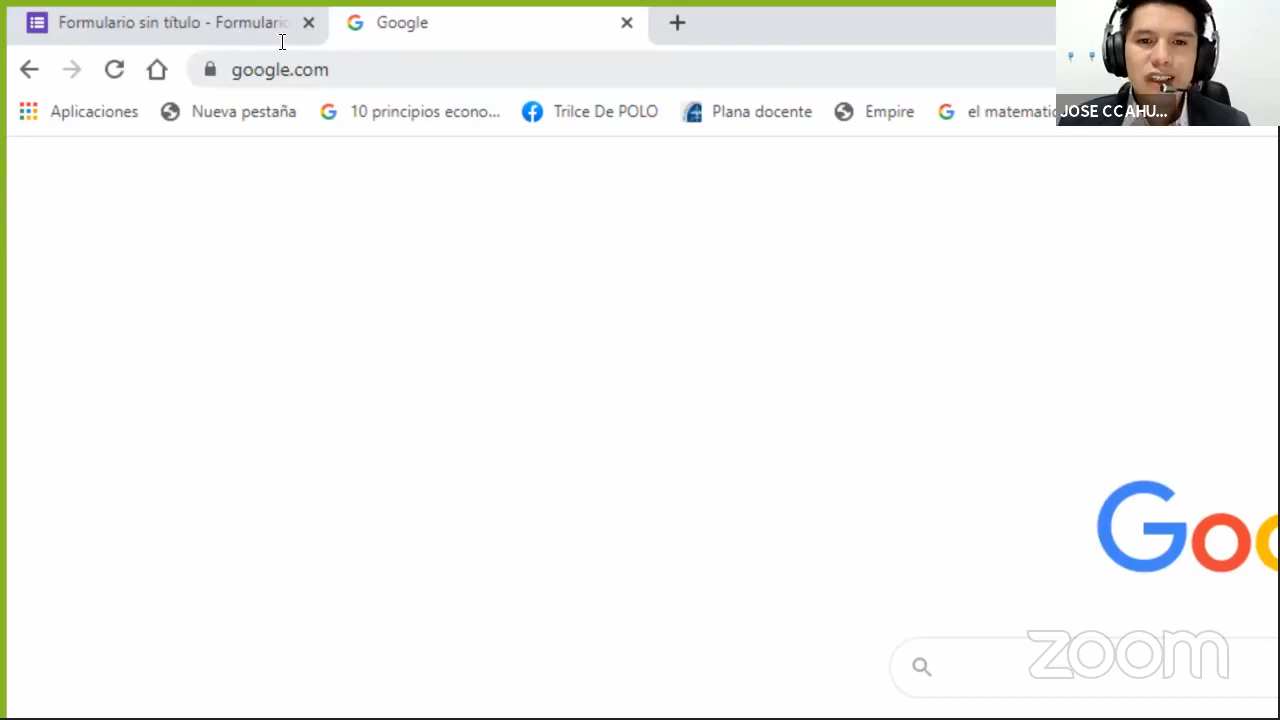 Formulario sin título - Formulario
Google
google.com
Aplicaciones
Nueva pestaña
10 principios econo...
Trilce De POLO
Plana docente
Empire
el matematic
JOSE CCAHU...
Goo
zoom